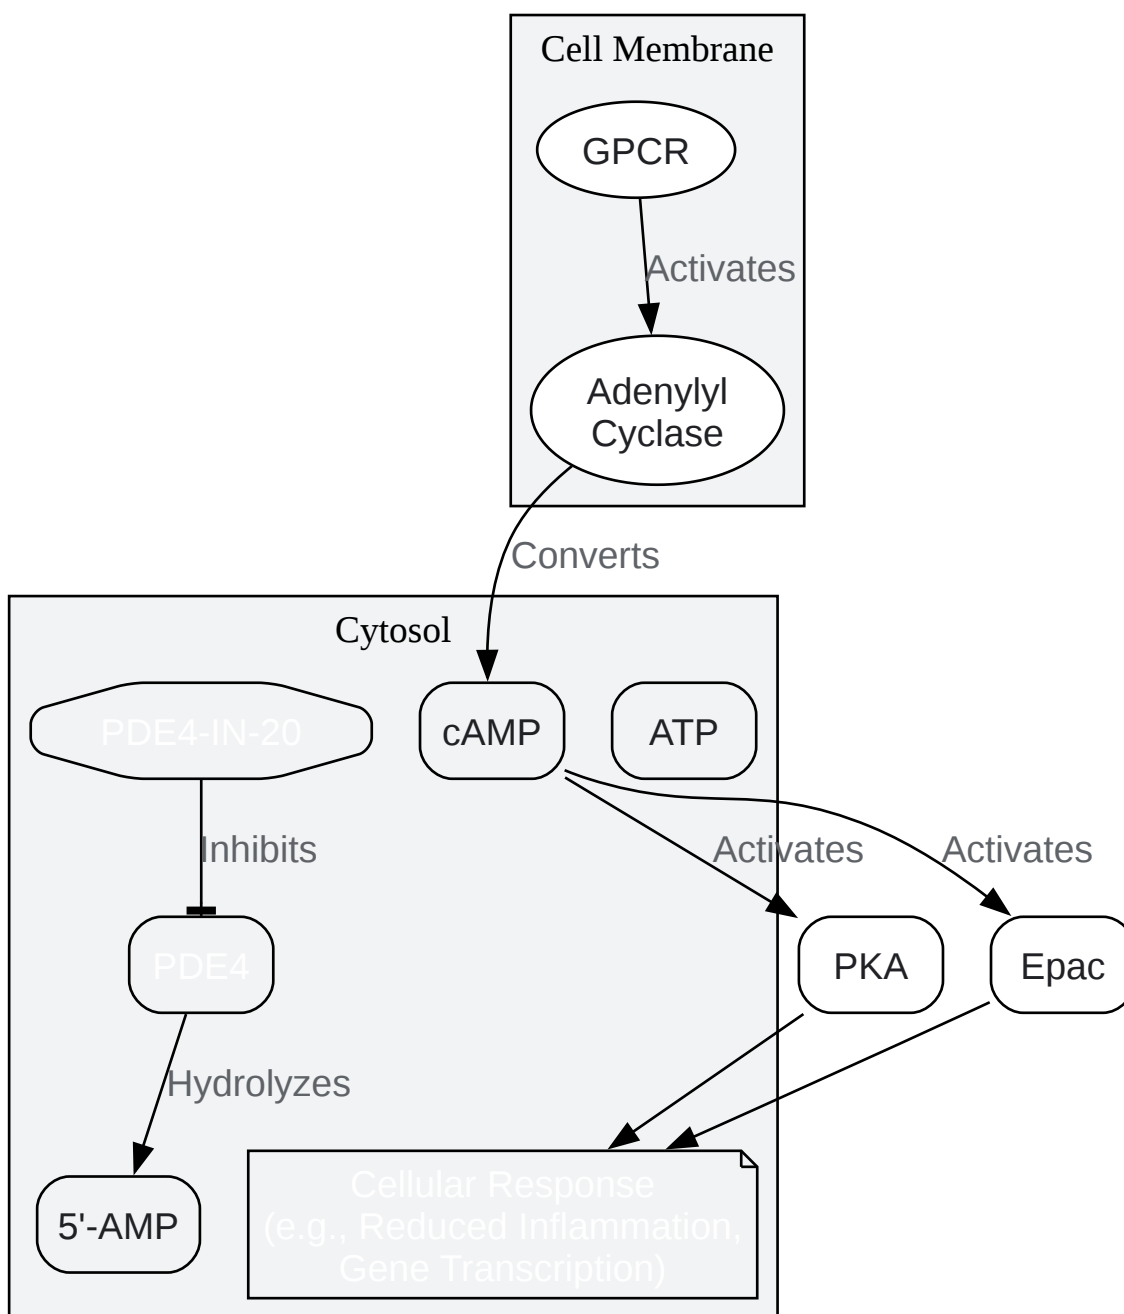 Cell Membrane
GPCR
Activates
Adenylyl
Cyclase
Converts
Cytosol
PDE4-IN-20
cAMP
ATP
Inhibits
Activates
Activates
PDE4
PKA
Epac
Hydrolyzes
5'-AMP
Cellular Response
(e.g., Reduced Inflammation,
Gene Transcription)